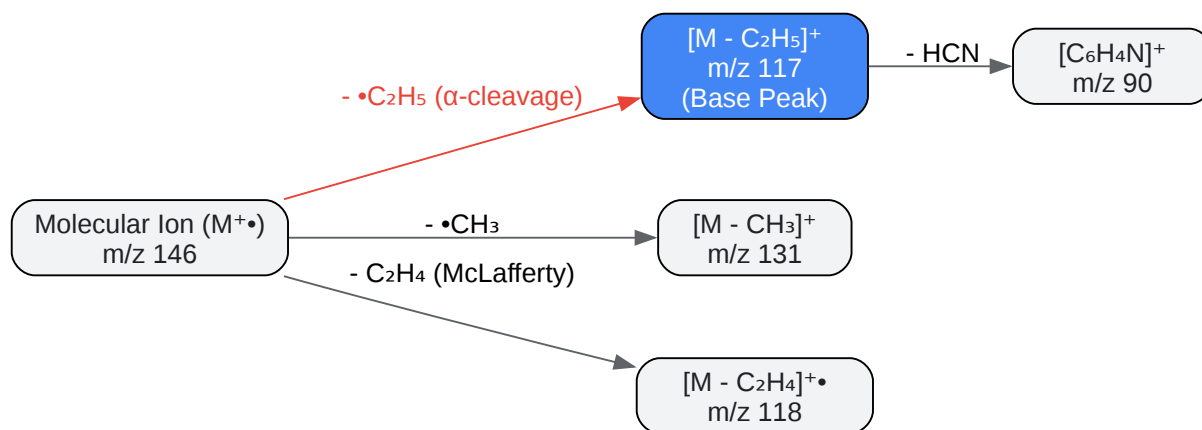 [M - C₂H₅]⁺
m/z 117
(Base Peak)
- HCN
[C₆H₄N]⁺
m/z 90
- •C₂H₅ (α-cleavage)
Molecular Ion (M⁺•)
m/z 146
- •CH₃
[M - CH₃]⁺
m/z 131
- C₂H₄ (McLafferty)
[M - C₂H₄]⁺•
m/z 118